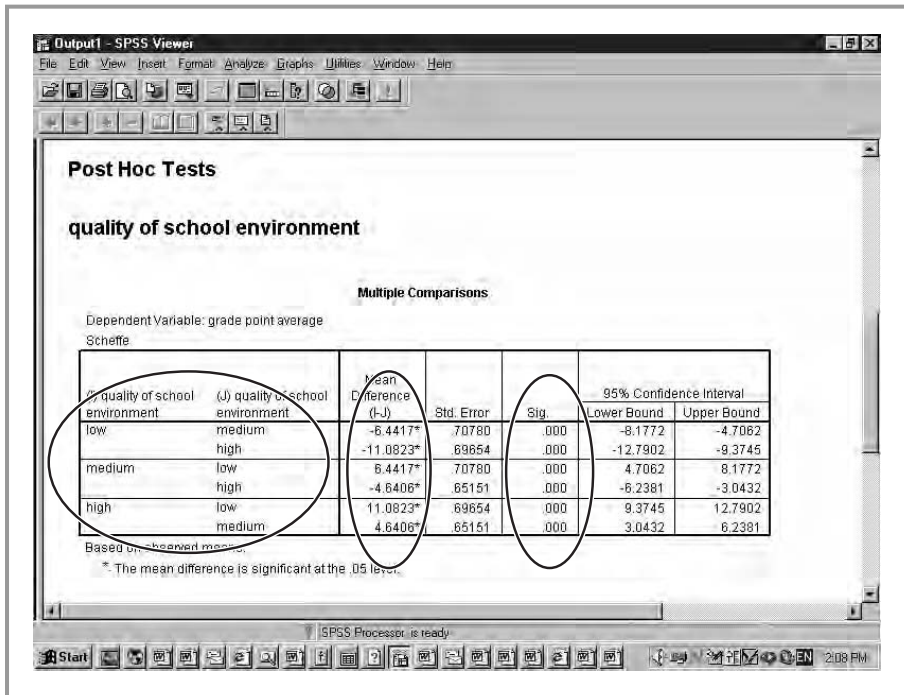 Output1 - SPSS Viewer
File Edit View Insert Format Analyze Graphs Utilities Window Help
Post Hoc Tests
quality of school environment
Multiple Comparisons
Dependent Variable: grade point average
Scheffe
(I) quality of school environment (J) quality of school environment Mean Difference (I-J) Std. Error Sig. 95% Confidence Interval
Lower Bound Upper Bound
low medium -6.4417* .70780 .000 -8.1772 -4.7062
high -11.0823* .69654 .000 -12.7902 -9.3745
medium low 6.4417* .70780 .000 4.7062 8.1772
high -4.6406* .65151 .000 -6.2381 -3.0432
high low 11.0823* .69654 .000 9.3745 12.7902
medium 4.6406* .65151 .000 3.0432 6.2381
Based on observed means.
*. The mean difference is significant at the .05 level.
SPSS Processor is ready
Start EN 2:08 PM